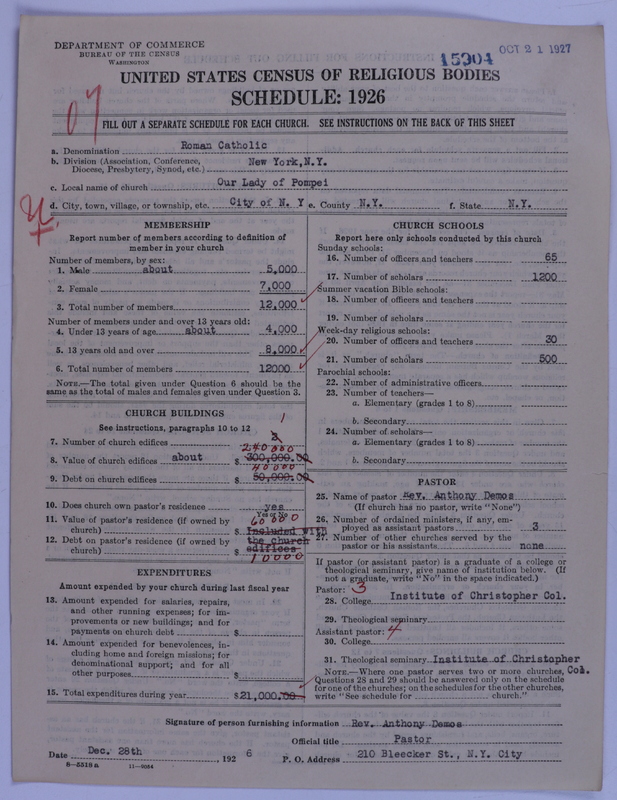 DEPARTMENT OF COMMERCE
BUREAU OF THE CENSUS
WASHINGTON
15904
OCT 21 1927
UNITED STATES CENSUS OF RELIGIOUS BODIES
SCHEDULE: 1926
07
FILL OUT A SEPARATE SCHEDULE FOR EACH CHURCH. SEE INSTRUCTIONS ON THE BACK OF THIS SHEET
a. Denomination Roman Catholic
b. Division (Association, Conference, Diocese, Presbytery, Synod, etc.) New York,N.Y.
c. Local name of church Our Lady of Pompei
d. City, town, village, or township, etc. City of N. Y e. County N.Y. f. State N.Y.
MEMBERSHIP
Report number of members according to definition of
member in your church
Number of members, by sex:
1. Male about 5,000
2. Female 7,000
3. Total number of members 12,000
Number of members under and over 13 years old:
4. Under 13 years of age about 4,000
5. 13 years old and over 8,000
6. Total number of members 12000
NOTE.—The total given under Question 6 should be the
same as the total of males and females given under Question 3.
CHURCH BUILDINGS
See instructions, paragraphs 10 to 12
1
7. Number of church edifices 2
240000
8. Value of church edifices about $ 300,000.00
40000
9. Debt on church edifices $ 50,000.00
10. Does church own pastor's residence yes
Yes or No
11. Value of pastor's residence (if owned by 60000
church) $ Included with
12. Debt on pastor's residence (if owned by the church
church) $ edifices
10000
EXPENDITURES
Amount expended by your church during last fiscal year
13. Amount expended for salaries, repairs,
and other running expenses; for im-
provements or new buildings; and for
payments on church debt $
14. Amount expended for benevolences, in-
cluding home and foreign missions; for
denominational support; and for all
other purposes $
15. Total expenditures during year $21,000.00
CHURCH SCHOOLS
Report here only schools conducted by this church
Sunday schools:
16. Number of officers and teachers 65
17. Number of scholars 1200
Summer vacation Bible schools:
18. Number of officers and teachers
19. Number of scholars
Week-day religious schools:
20. Number of officers and teachers 30
21. Number of scholars 500
Parochial schools:
22. Number of administrative officers
23. Number of teachers—
a. Elementary (grades 1 to 8)
b. Secondary
24. Number of scholars—
a. Elementary (grades 1 to 8)
b. Secondary
PASTOR
25. Name of pastor Rev. Anthony Demos
(If church has no pastor, write "None")
26. Number of ordained ministers, if any, em-
ployed as assistant pastors 3
27. Number of other churches served by the
pastor or his assistants none
If pastor (or assistant pastor) is a graduate of a college or
theological seminary, give name of institution below. (If
not a graduate, write "No" in the space indicated.)
Pastor: 3
28. College Institute of Christopher Col.
29. Theological seminary
Assistant pastor: 4
30. College
31. Theological seminary Institute of Christopher
Col.
NOTE.—Where one pastor serves two or more churches,
Questions 28 and 29 should be answered only on the schedule
for one of the churches; on the schedules for the other churches,
write "See schedule for church."
Signature of person furnishing information Rev. Anthony Demos
Official title Pastor
Date Dec. 28th, 1926 P. O. Address 210 Bleecker St., N.Y. City
8—5519a 11—9084